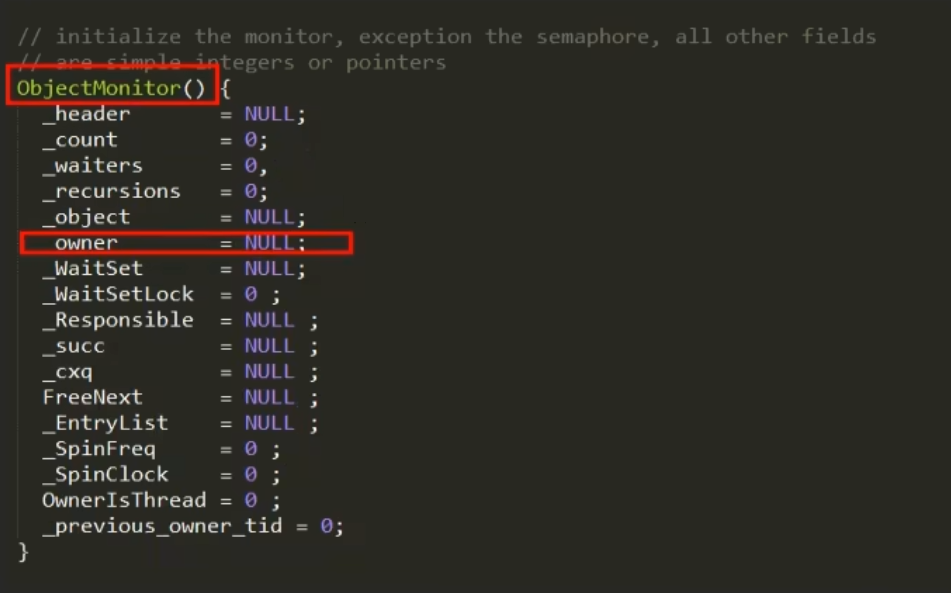 // initialize the monitor, exception the semaphore, all other fields
// are simple integers or pointers
ObjectMonitor() {
_header = NULL;
_count = 0;
_waiters = 0,
_recursions = 0;
_object = NULL;
_owner = NULL;
_WaitSet = NULL;
_WaitSetLock = 0 ;
_Responsible = NULL ;
_succ = NULL ;
_cxq = NULL ;
FreeNext = NULL ;
_EntryList = NULL ;
_SpinFreq = 0 ;
_SpinClock = 0 ;
OwnerIsThread = 0 ;
_previous_owner_tid = 0;
}